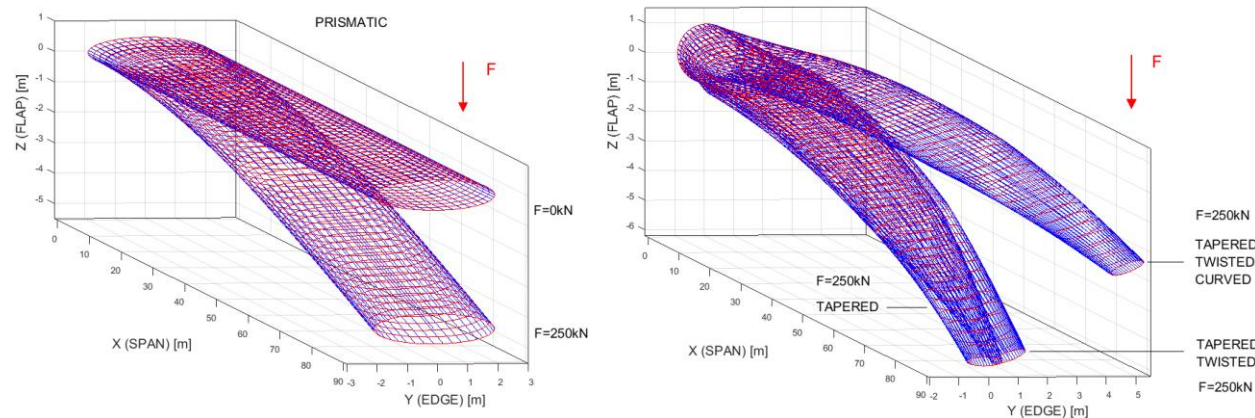 PRISMATIC
F
Z (FLAP) [m]
1
0
-1
-2
-3
-4
-5
F=0kN
F=250kN
0
10
20
30
40
50
60
70
80
90
X (SPAN) [m]
-3
-2
-1
0
1
2
3
Y (EDGE) [m]
F
Z (FLAP) [m]
1
0
-1
-2
-3
-4
-5
-6
F=250kN
TAPERED
TWISTED
CURVED
F=250kN
TAPERED
TAPERED
TWISTED
F=250kN
0
10
20
30
40
50
60
70
80
90
X (SPAN) [m]
-2
-1
0
1
2
3
4
5
Y (EDGE) [m]